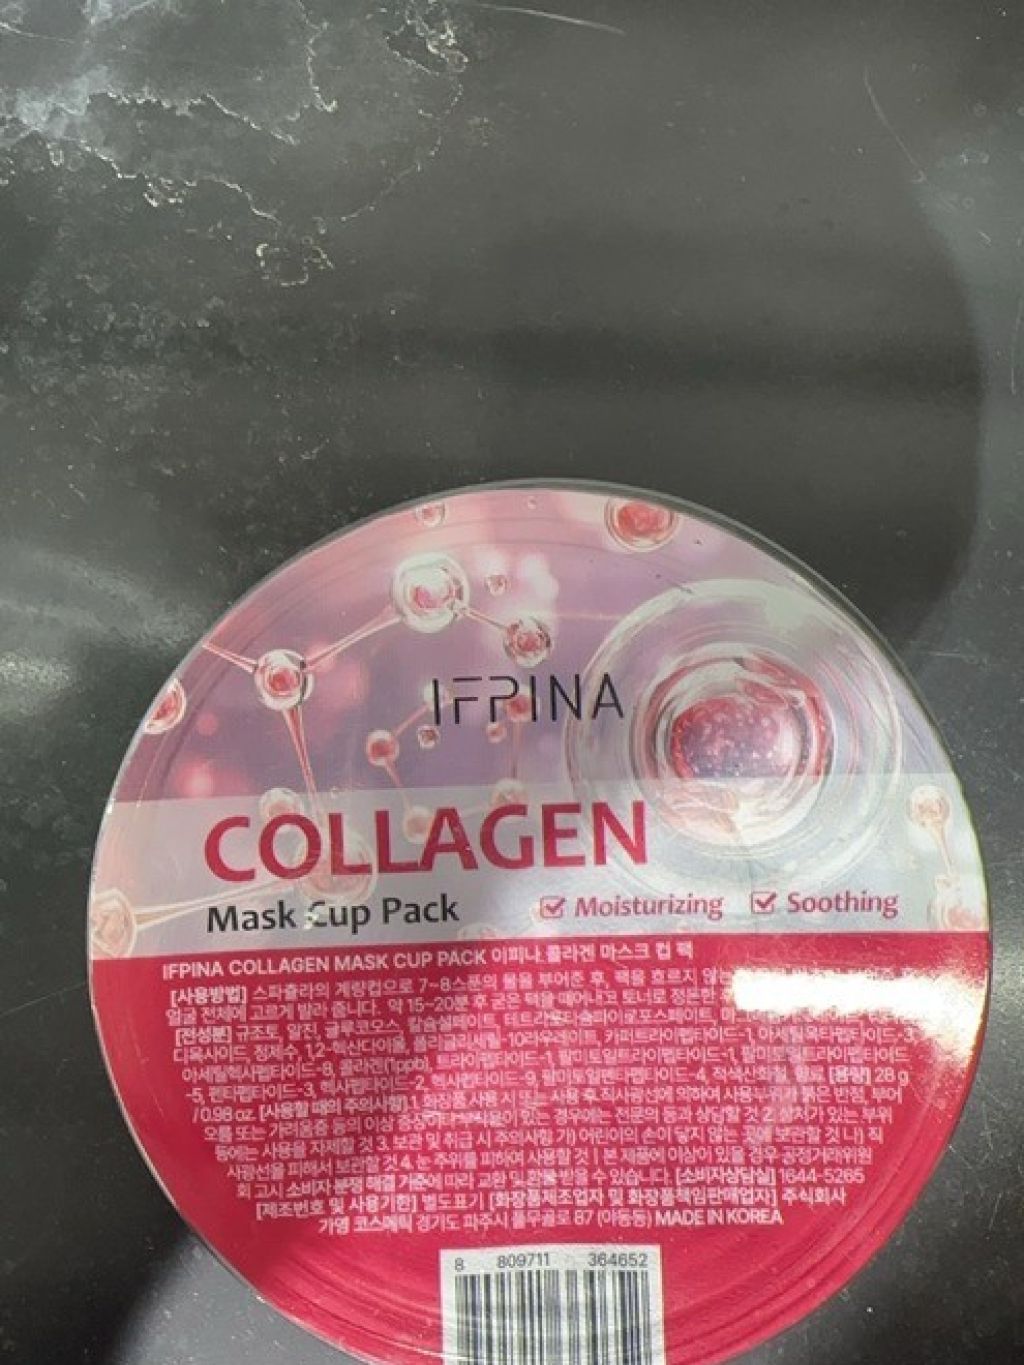 IFPINA
COLLAGEN
Mask Cup Pack
Moisturizing
Soothing
IFPINA COLLAGEN MASK CUP PACK 이피나 콜라겐 마스크 컵 팩
[사용방법] 스파츌라의 계량컵으로 7~8스푼의 물을 부어준 후, 팩을 흐르지 않는
얼굴 전체에 고르게 발라 줍니다. 약 15~20분 후 굳은 팩을 떼어내고 토너로 정돈한
[전성분] 규조토, 알진, 글루코오스, 칼슘설페이트, 테트라소듐파이로포스페이트,
디옥사이드, 정제수, 1,2-헥산다이올, 폴리글리세릴-10라우레이트, 카퍼트라이펩타이드-1, 아세틸옥타펩타이드-3,
아세틸헥사펩타이드-8, 콜라겐(1ppb), 트라이펩타이드-1, 팔미토일트라이펩타이드-1, 팔미토일트라이펩타이드
-5, 펜타펩타이드-3, 헥사펩타이드-2, 헥사펩타이드-9, 팔미토일펜타펩타이드-4, 적색산화철, 향료 [용량] 28 g
/ 0.98 oz [사용할 때의 주의사항] 1. 화장품 사용 시 또는 사용 후 직사광선에 의하여 사용부위가 붉은 반점, 부어
오름 또는 가려움증 등의 이상 증상이나 부작용이 있는 경우에는 전문의 등과 상담할 것 2. 상처가 있는 부위
등에는 사용을 자제할 것 3. 보관 및 취급 시 주의사항 가) 어린이의 손이 닿지 않는 곳에 보관할 것 나) 직
사광선을 피해서 보관할 것 4. 눈 주위를 피하여 사용할 것 | 본 제품에 이상이 있을 경우 공정거래위원
회 고시 소비자 분쟁 해결 기준에 따라 교환 및 환불 받을 수 있습니다. [소비자상담실] 1644-5265
[제조번호 및 사용기한] 별도표기 [화장품제조업자 및 화장품책임판매업자] 주식회사
가영 코스메틱 경기도 파주시 풀무골로 87 (야동동) MADE IN KOREA
8 809711 364652